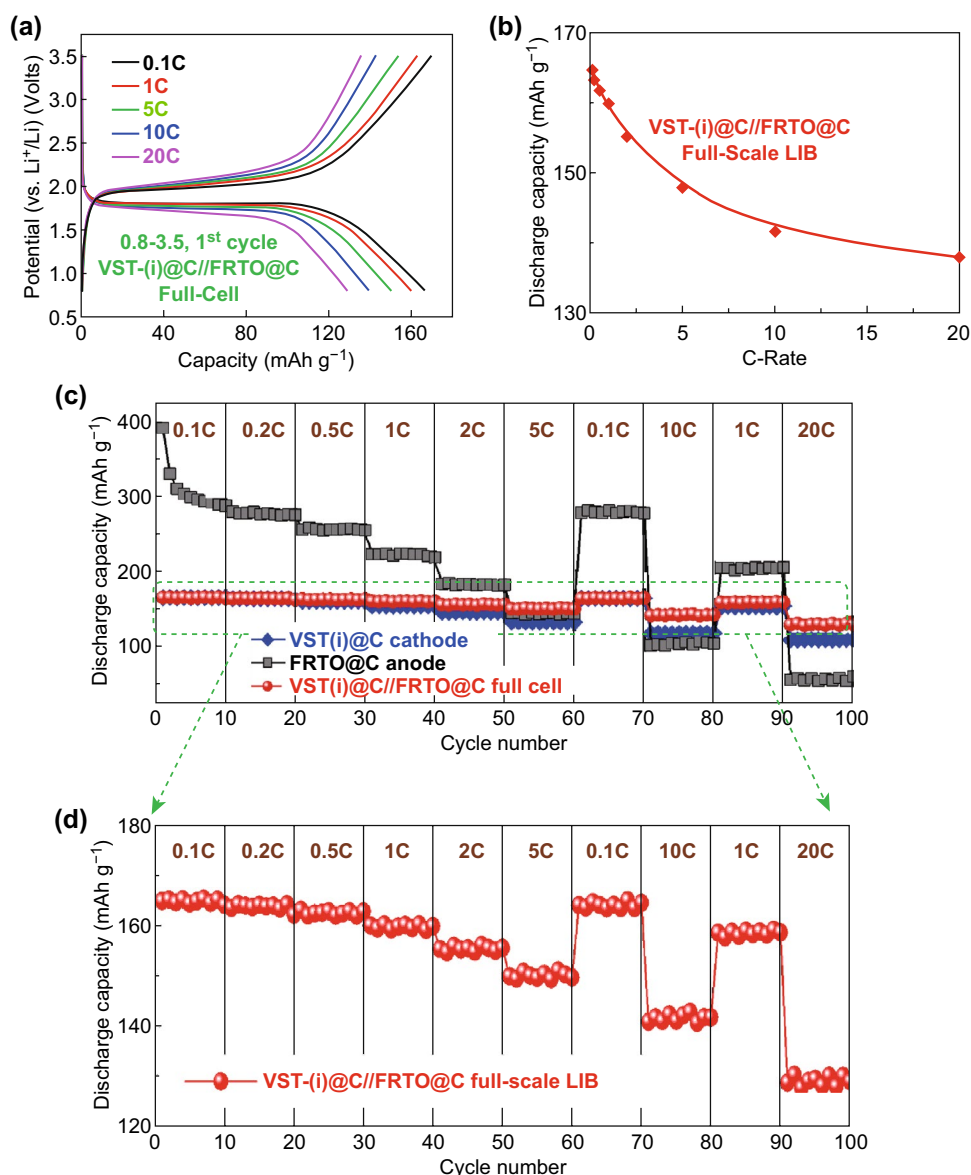 (a)
Potential (vs. Li⁺/Li) (Volts)
3.5
3.0
2.5
2.0
1.5
1.0
0.5
0.1C
1C
5C
10C
20C
0.8-3.5, 1ˢᵗ cycle
VST-(i)@C//FRTO@C
Full-Cell
0 40 80 120 160
Capacity (mAh g⁻¹)
(b)
Discharge capacity (mAh g⁻¹)
170
150
130
VST-(i)@C//FRTO@C
Full-Scale LIB
0 5 10 15 20
C-Rate
(c)
Discharge capacity (mAh g⁻¹)
400
300
200
100
0
0.1C 0.2C 0.5C 1C 2C 5C 0.1C 10C 1C 20C
VST(i)@C cathode
FRTO@C anode
VST(i)@C//FRTO@C full cell
0 10 20 30 40 50 60 70 80 90 100
Cycle number
(d)
Discharge capacity (mAh g⁻¹)
180
160
140
120
0.1C 0.2C 0.5C 1C 2C 5C 0.1C 10C 1C 20C
VST-(i)@C//FRTO@C full-scale LIB
0 10 20 30 40 50 60 70 80 90 100
Cycle number